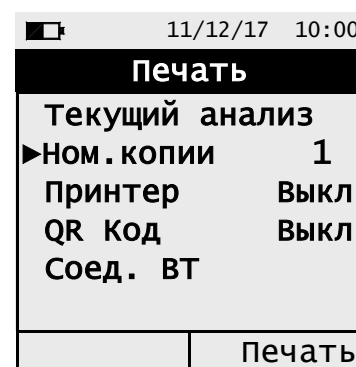 11/12/17 10:00
Печать
Текущий анализ
▶Ном.копии 1
Принтер Выкл
QR Код Выкл
Соед. BT
Печать